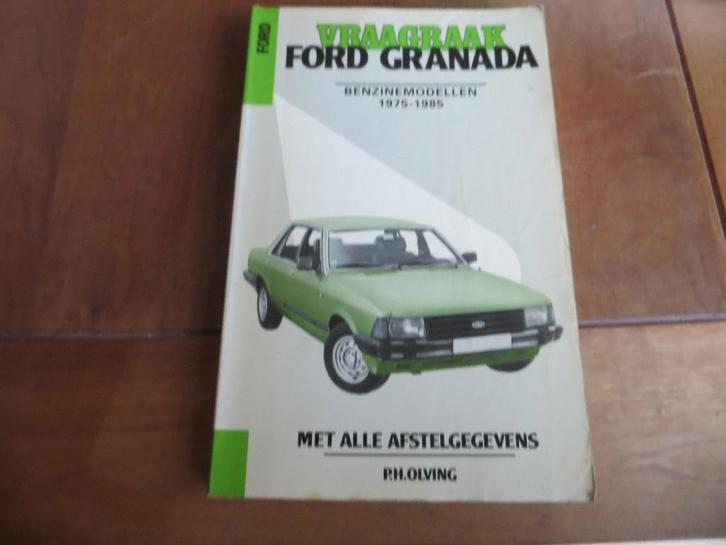 FORD
VRAAGBAAK
FORD GRANADA
BENZINEMODELLEN
1975-1985
MET ALLE AFSTELGEGEVENS
P.H.OLVING